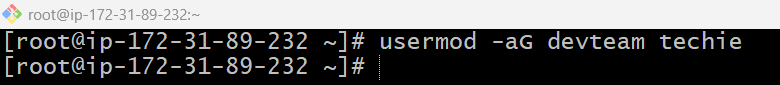 root@ip-172-31-89-232:~
[root@ip-172-31-89-232 ~]# usermod -aG devteam techie
[root@ip-172-31-89-232 ~]#